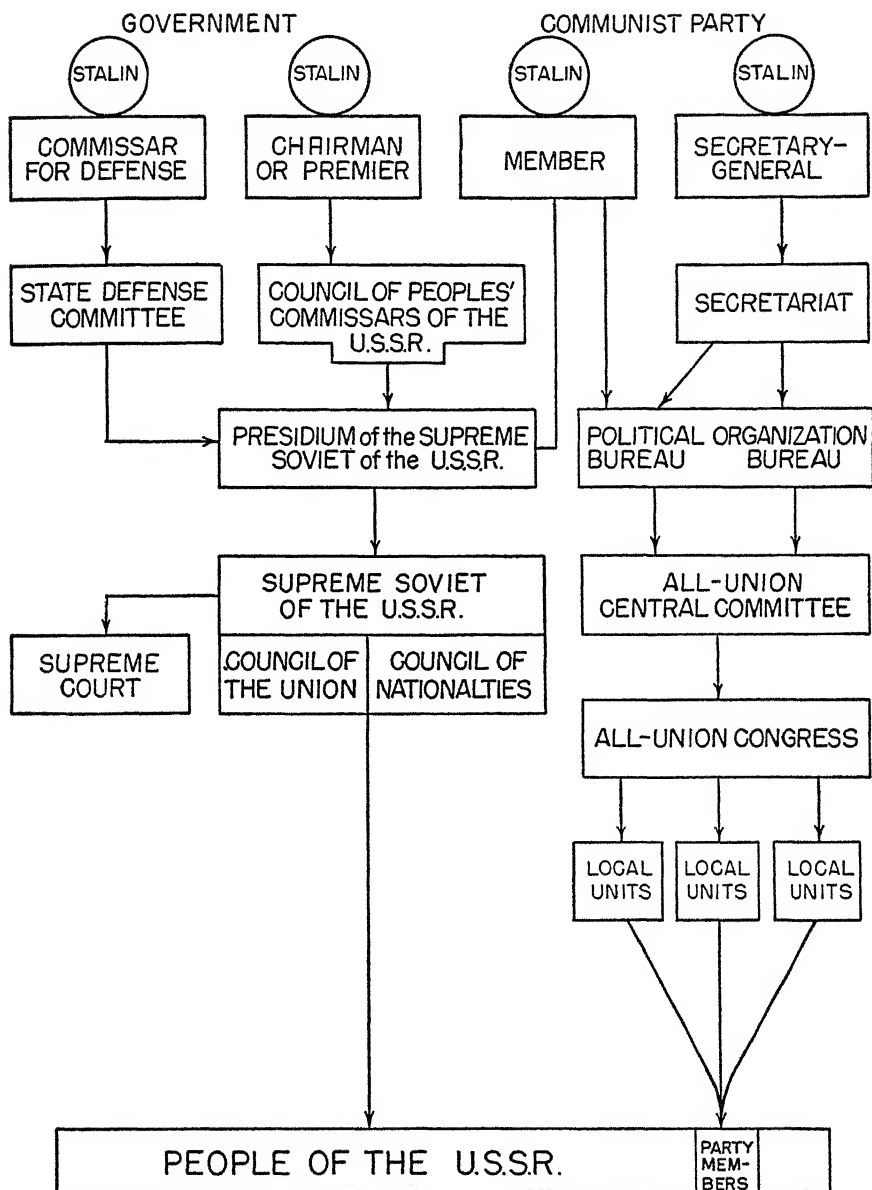 GOVERNMENT
COMMUNIST PARTY
STALIN
STALIN
STALIN
STALIN
COMMISSAR
FOR DEFENSE
CHAIRMAN
OR PREMIER
MEMBER
SECRETARY-
GENERAL
STATE DEFENSE
COMMITTEE
COUNCIL OF PEOPLES'
COMMISSARS OF THE
U.S.S.R.
SECRETARIAT
PRESIDIUM of the SUPREME
SOVIET of the U.S.S.R.
POLITICAL
BUREAU
ORGANIZATION
BUREAU
SUPREME SOVIET
OF THE U.S.S.R.
ALL-UNION
CENTRAL COMMITTEE
SUPREME
COURT
COUNCIL OF
THE UNION
COUNCIL OF
NATIONALTIES
ALL-UNION CONGRESS
LOCAL
UNITS
LOCAL
UNITS
LOCAL
UNITS
PEOPLE OF THE U.S.S.R.
PARTY
MEM-
BERS